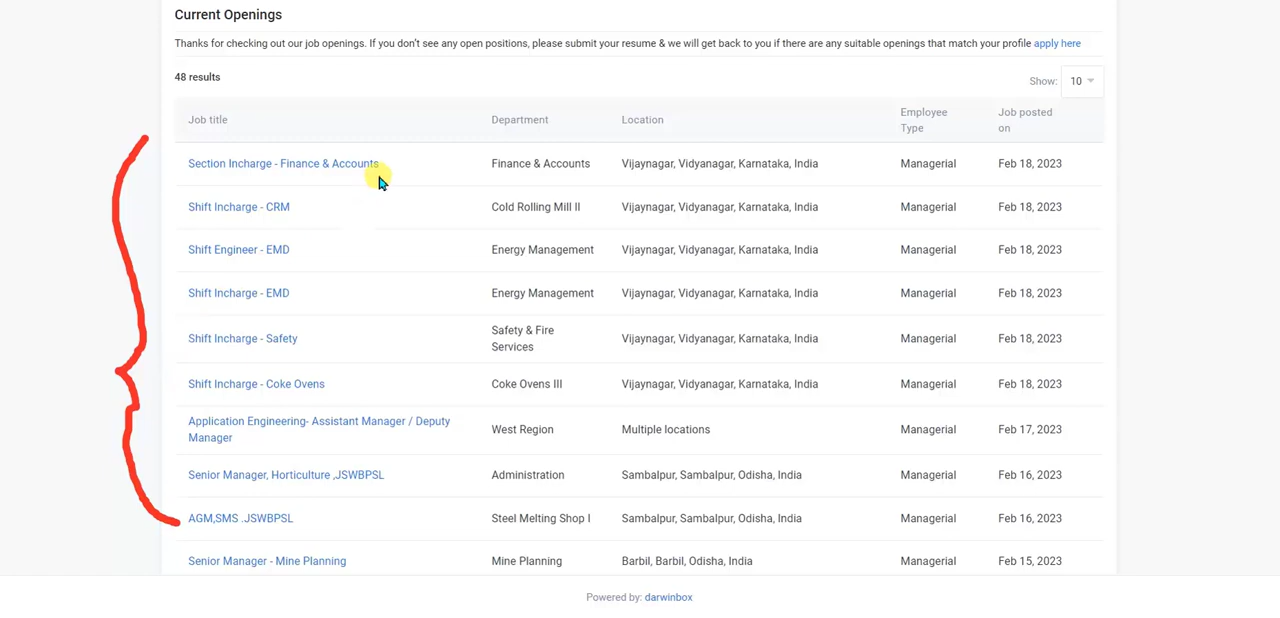 Current Openings
Thanks for checking out our job openings. If you don't see any open positions, please submit your resume & we will get back to you if there are any suitable openings that match your profile apply here
48 results
Show: 10
Job title Department Location Employee Type Job posted on
Section Incharge - Finance & Accounts Finance & Accounts Vijaynagar, Vidyanagar, Karnataka, India Managerial Feb 18, 2023
Shift Incharge - CRM Cold Rolling Mill II Vijaynagar, Vidyanagar, Karnataka, India Managerial Feb 18, 2023
Shift Engineer - EMD Energy Management Vijaynagar, Vidyanagar, Karnataka, India Managerial Feb 18, 2023
Shift Incharge - EMD Energy Management Vijaynagar, Vidyanagar, Karnataka, India Managerial Feb 18, 2023
Shift Incharge - Safety Safety & Fire Services Vijaynagar, Vidyanagar, Karnataka, India Managerial Feb 18, 2023
Shift Incharge - Coke Ovens Coke Ovens III Vijaynagar, Vidyanagar, Karnataka, India Managerial Feb 18, 2023
Application Engineering- Assistant Manager / Deputy Manager West Region Multiple locations Managerial Feb 17, 2023
Senior Manager, Horticulture ,JSWBPSL Administration Sambalpur, Sambalpur, Odisha, India Managerial Feb 16, 2023
AGM,SMS .JSWBPSL Steel Melting Shop I Sambalpur, Sambalpur, Odisha, India Managerial Feb 16, 2023
Senior Manager - Mine Planning Mine Planning Barbil, Barbil, Odisha, India Managerial Feb 15, 2023
Powered by: darwinbox